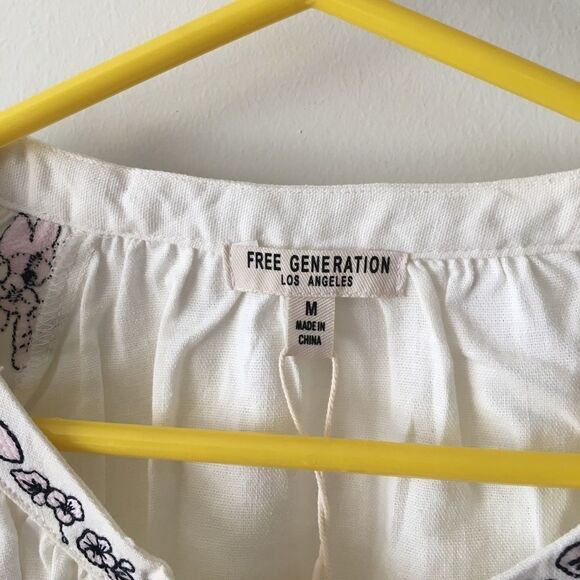 FREE GENERATION
LOS ANGELES
M
MADE IN
CHINA